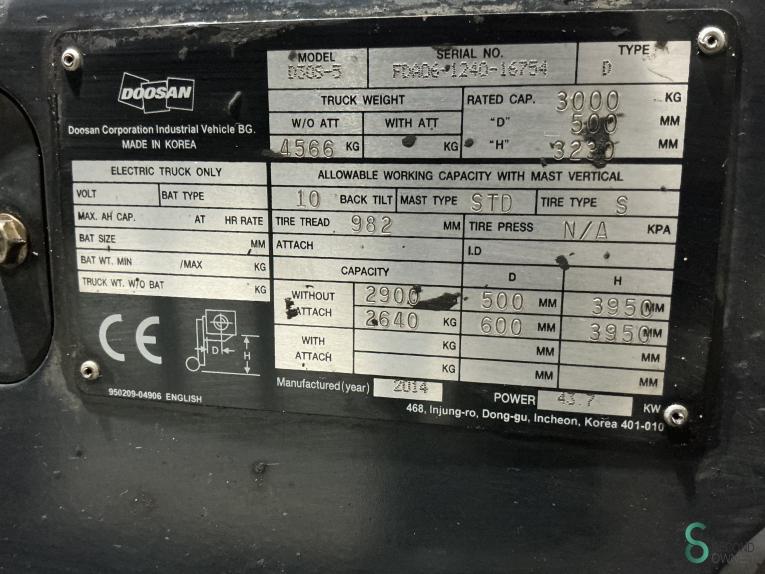 DOOSAN
Doosan Corporation Industrial Vehicle BG.
MADE IN KOREA
MODEL SERIAL NO. TYPE
D30S-5 FDA06-1240-16754 D
TRUCK WEIGHT RATED CAP. 3000 KG
W/O ATT WITH ATT "D" 500 MM
4566 KG KG "H" MM
ELECTRIC TRUCK ONLY
VOLT BAT TYPE
MAX. AH CAP. AT HR RATE
BAT SIZE MM
BAT WT. MIN /MAX KG
TRUCK WT. W/O BAT KG
ALLOWABLE WORKING CAPACITY WITH MAST VERTICAL
10 BACK TILT MAST TYPE STD TIRE TYPE S
TIRE TREAD 982 MM TIRE PRESS N/A KPA
ATTACH I.D
CAPACITY D H
WITHOUT ATTACH 2900 500 MM 3950 MM
2640 KG 600 MM 3950 MM
WITH ATTACH KG MM MM
KG MM MM
CE
D H
Manufactured (year) 2014 POWER 43.7 KW
950209-04906 ENGLISH
468, Injung-ro, Dong-gu, Incheon, Korea 401-010
SECOND
OWNER